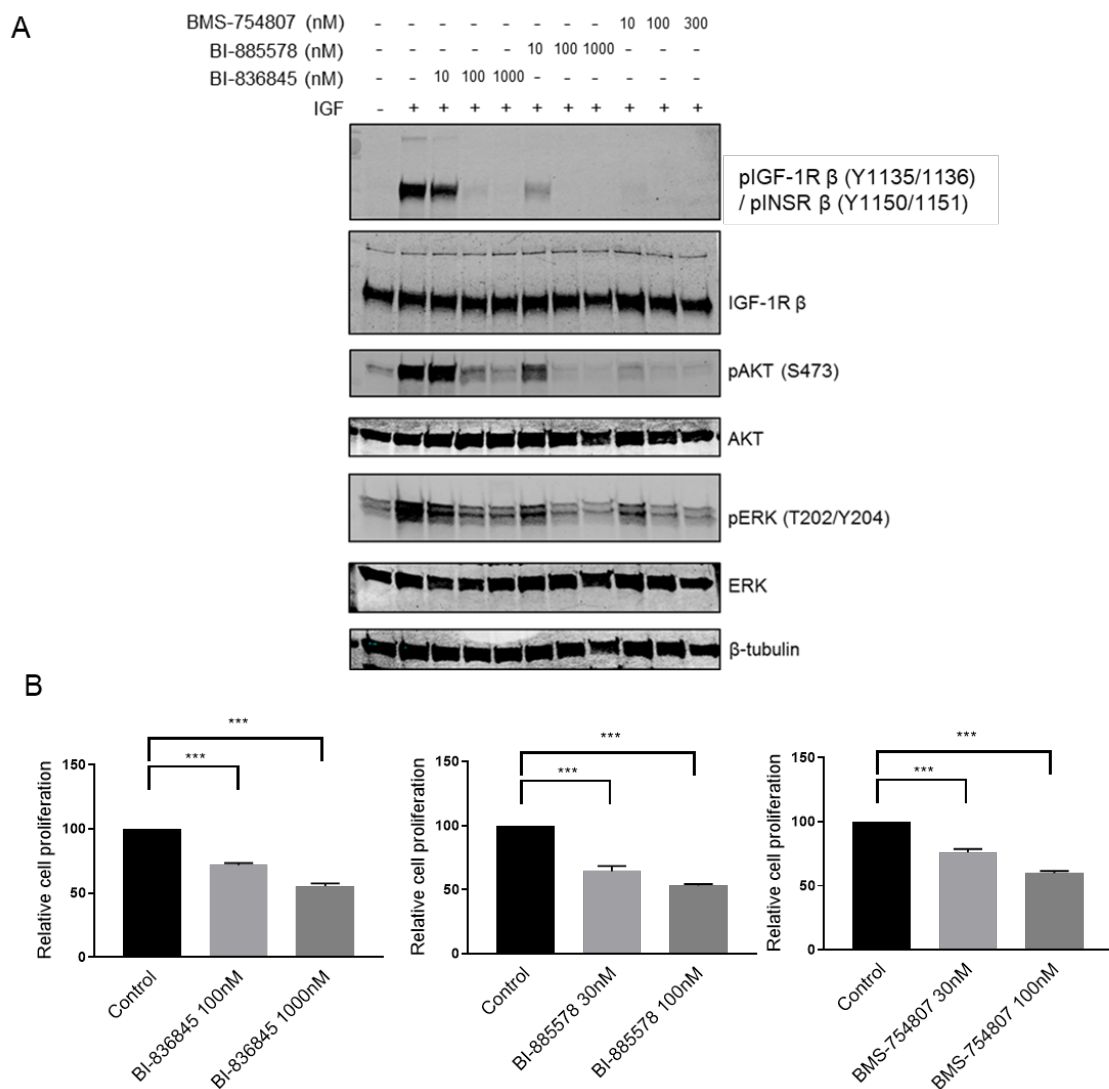 A
BMS-754807 (nM) - - - - - - - - 10 100 300
BI-885578 (nM) - - - - - 10 100 1000 - - -
BI-836845 (nM) - - 10 100 1000 - - - - - -
IGF - + + + + + + + + + +
pIGF-1R β (Y1135/1136)
/ pINSR β (Y1150/1151)
IGF-1R β
pAKT (S473)
AKT
pERK (T202/Y204)
ERK
β-tubulin
B
Relative cell proliferation
150
100
50
0
***
***
Control
BI-836845 100nM
BI-836845 1000nM
Relative cell proliferation
150
100
50
0
***
***
Control
BI-885578 30nM
BI-885578 100nM
Relative cell proliferation
150
100
50
0
***
***
Control
BMS-754807 30nM
BMS-754807 100nM